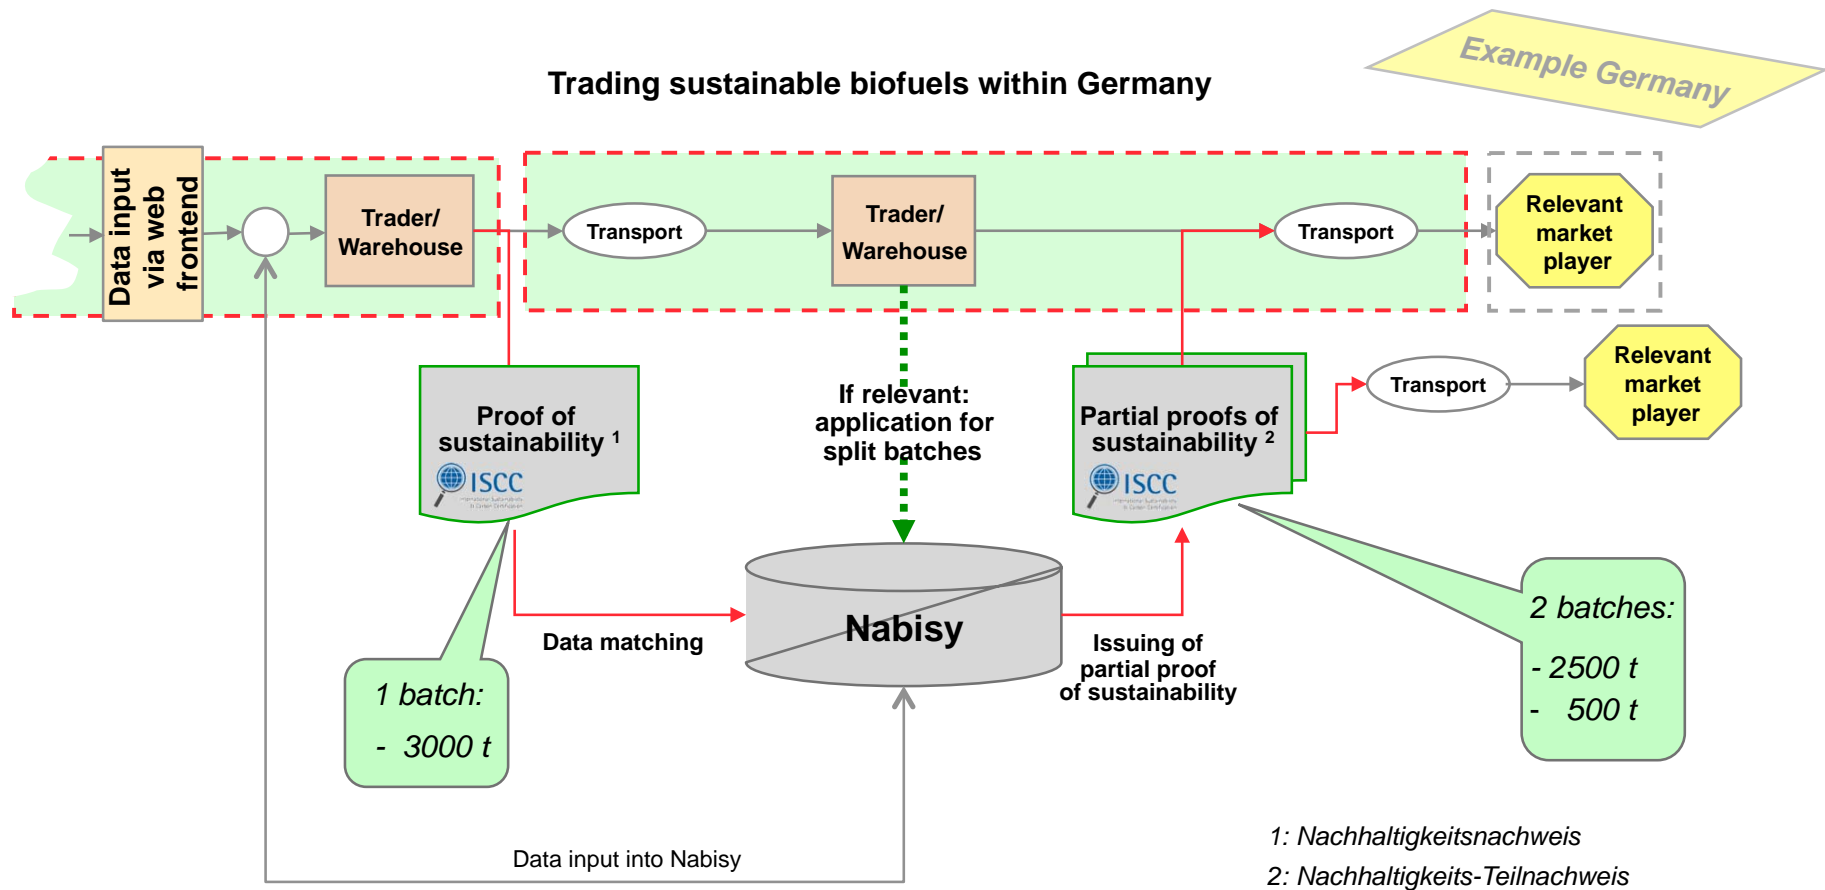 Example Germany
Trading sustainable biofuels within Germany
Data input
via web
frontend
Trader/
Warehouse
Transport
Trader/
Warehouse
Transport
Relevant
market
player
Relevant
market
player
Transport
Proof of
sustainability 1
ISCC
If relevant:
application for
split batches
Partial proofs of
sustainability 2
ISCC
Nabisy
Data matching
Issuing of
partial proof
of sustainability
1 batch:
- 3000 t
2 batches:
- 2500 t
- 500 t
Data input into Nabisy
1: Nachhaltigkeitsnachweis
2: Nachhaltigkeits-Teilnachweis